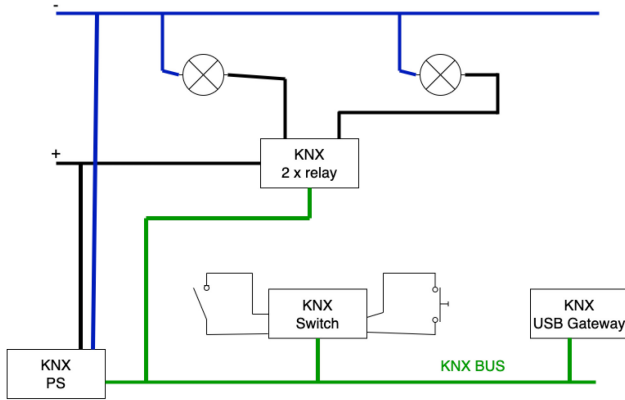 -
KNX
2 x relay
+
KNX
Switch
KNX
USB Gateway
KNX
PS
KNX BUS